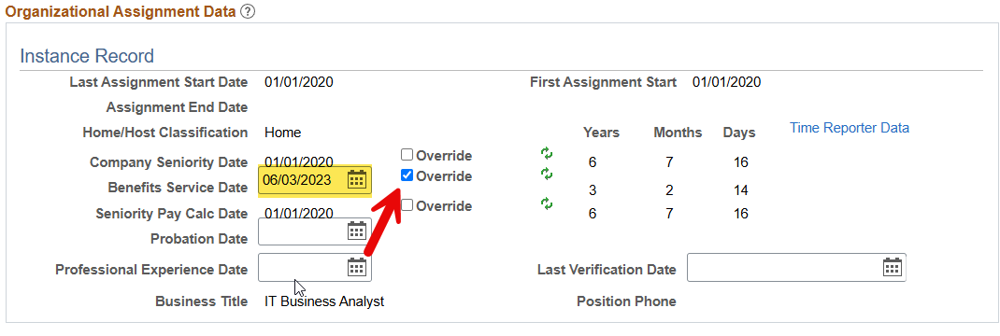 Organizational Assignment Data ?
Instance Record
Last Assignment Start Date 01/01/2020 First Assignment Start 01/01/2020
Assignment End Date
Home/Host Classification Home Years Months Days Time Reporter Data
Company Seniority Date 01/01/2020 Override 6 7 16
Benefits Service Date 06/03/2023 Override 3 2 14
Seniority Pay Calc Date 01/01/2020 Override 6 7 16
Probation Date
Professional Experience Date Last Verification Date
Business Title IT Business Analyst Position Phone